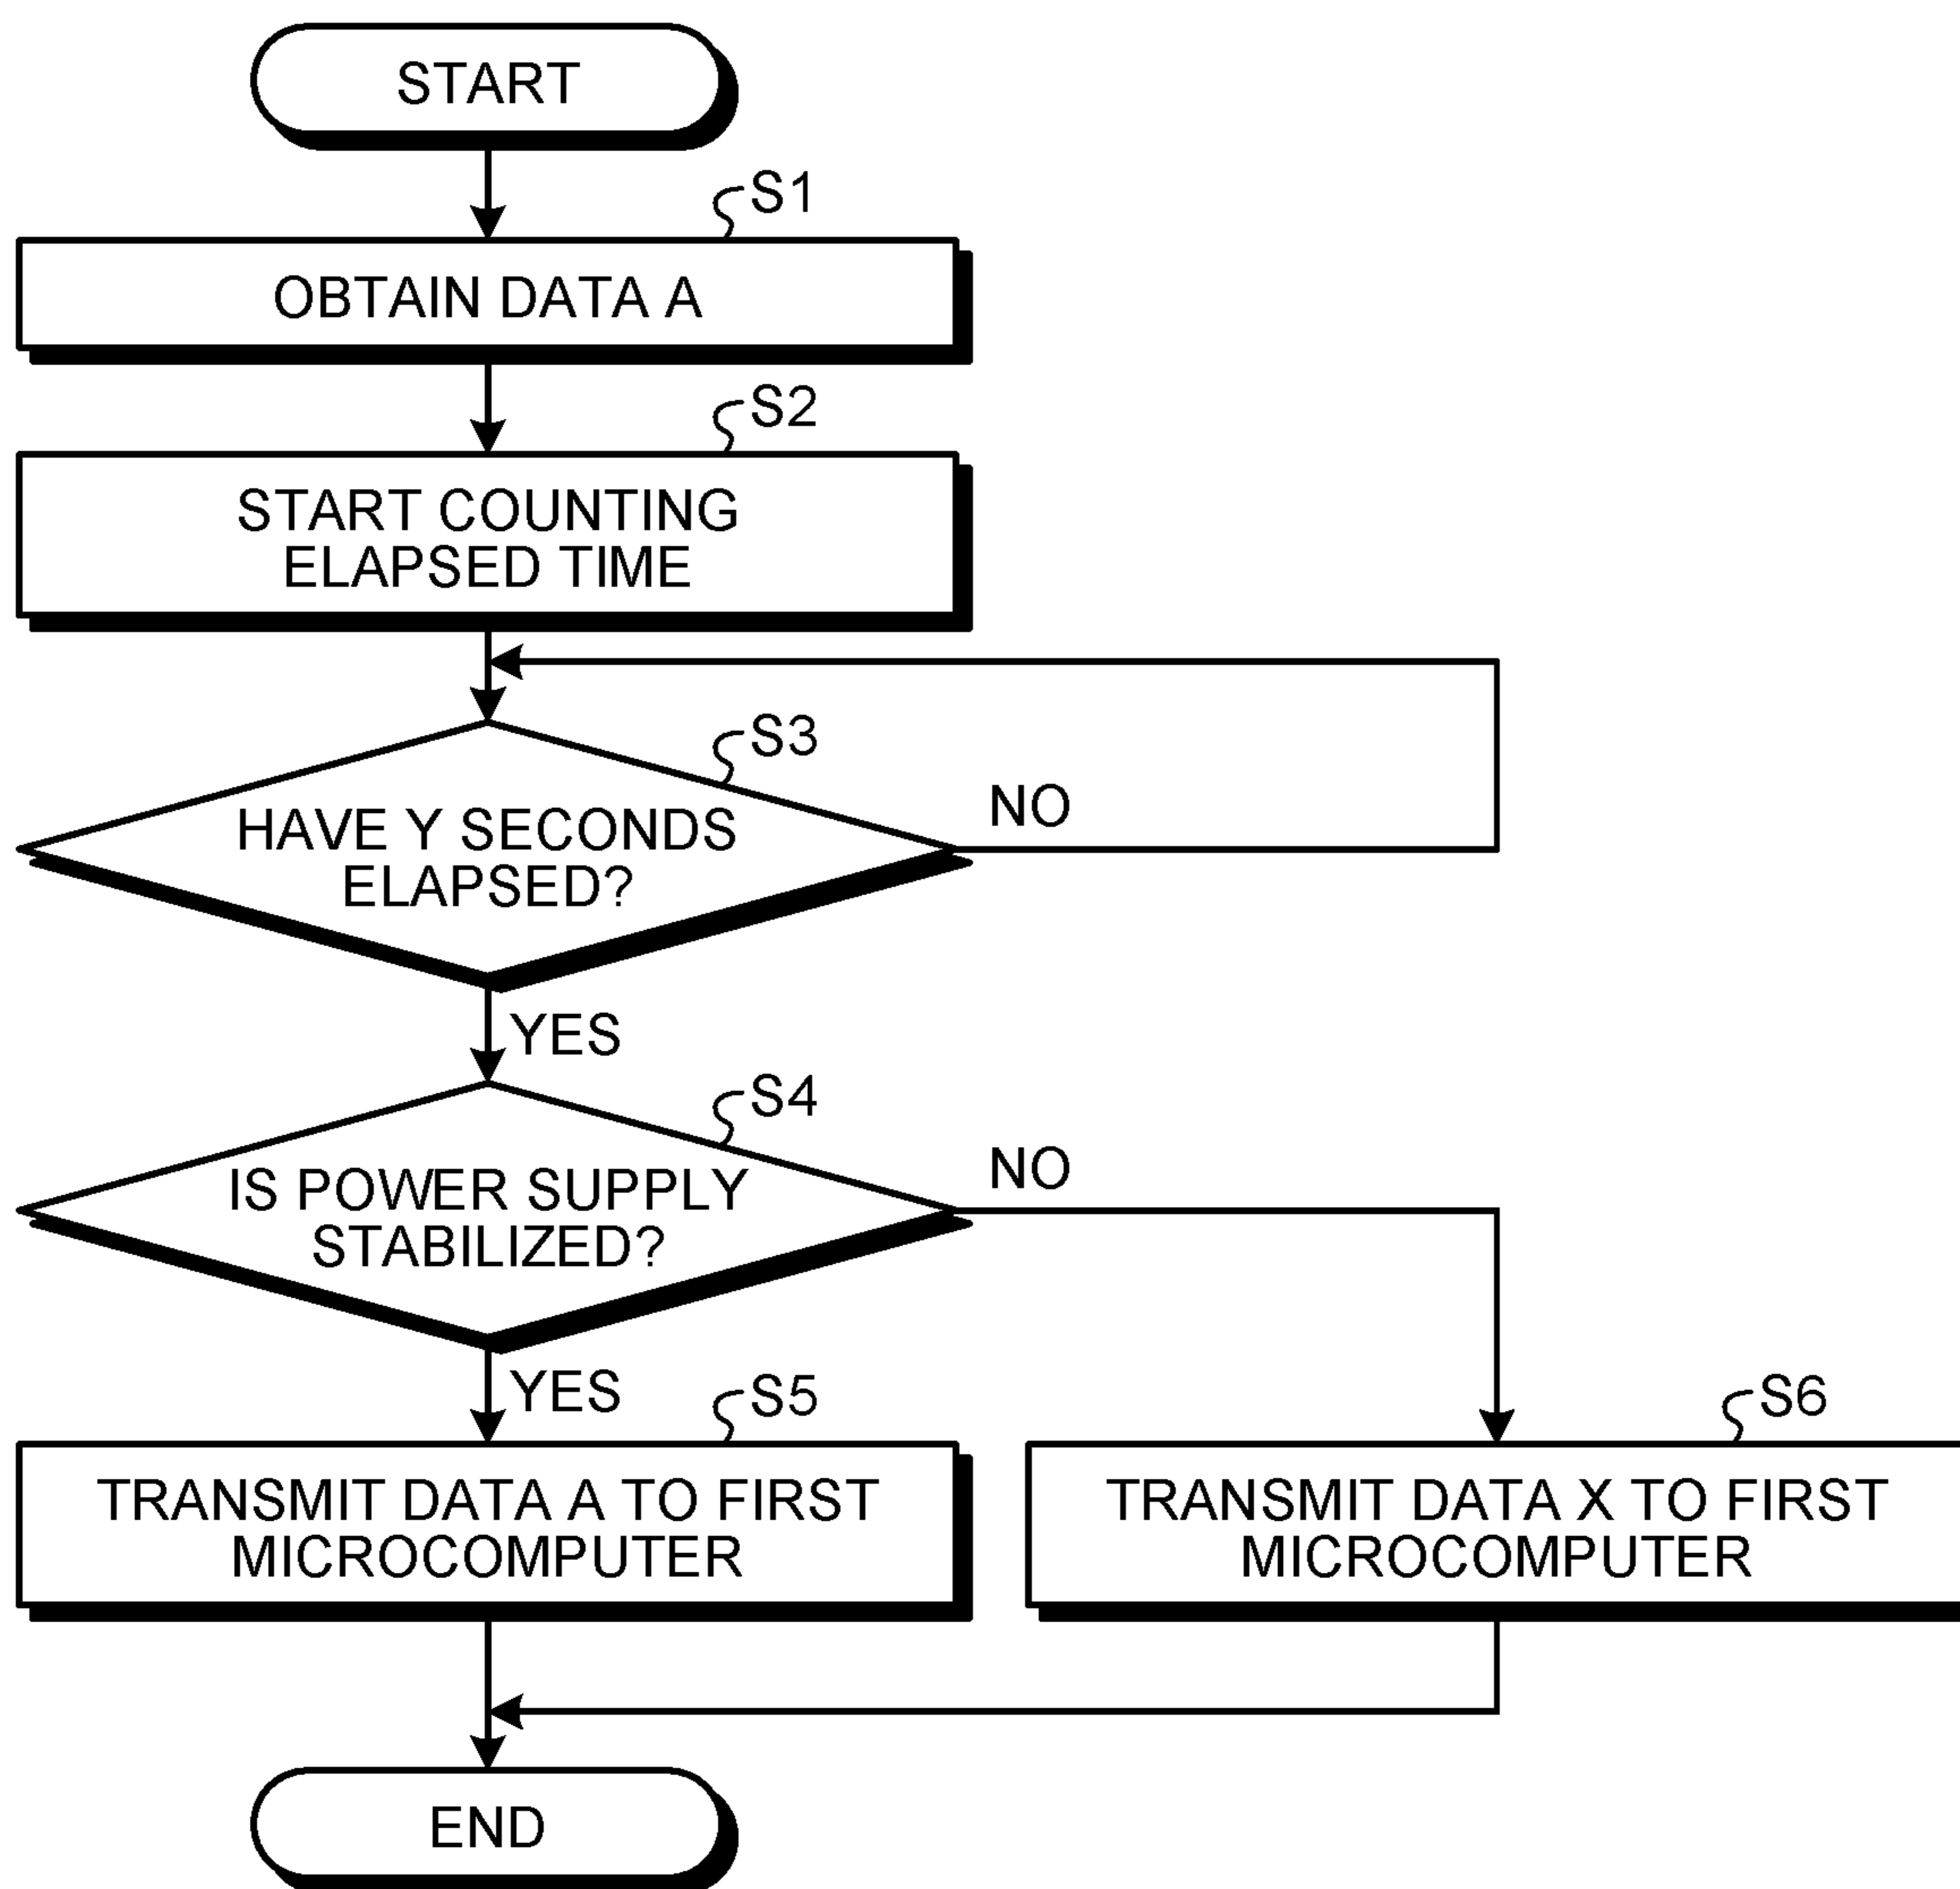 START
S1
OBTAIN DATA A
S2
START COUNTING
ELAPSED TIME
S3
HAVE Y SECONDS
ELAPSED?
NO
YES
S4
IS POWER SUPPLY
STABILIZED?
NO
YES
S5
TRANSMIT DATA A TO FIRST
MICROCOMPUTER
S6
TRANSMIT DATA X TO FIRST
MICROCOMPUTER
END